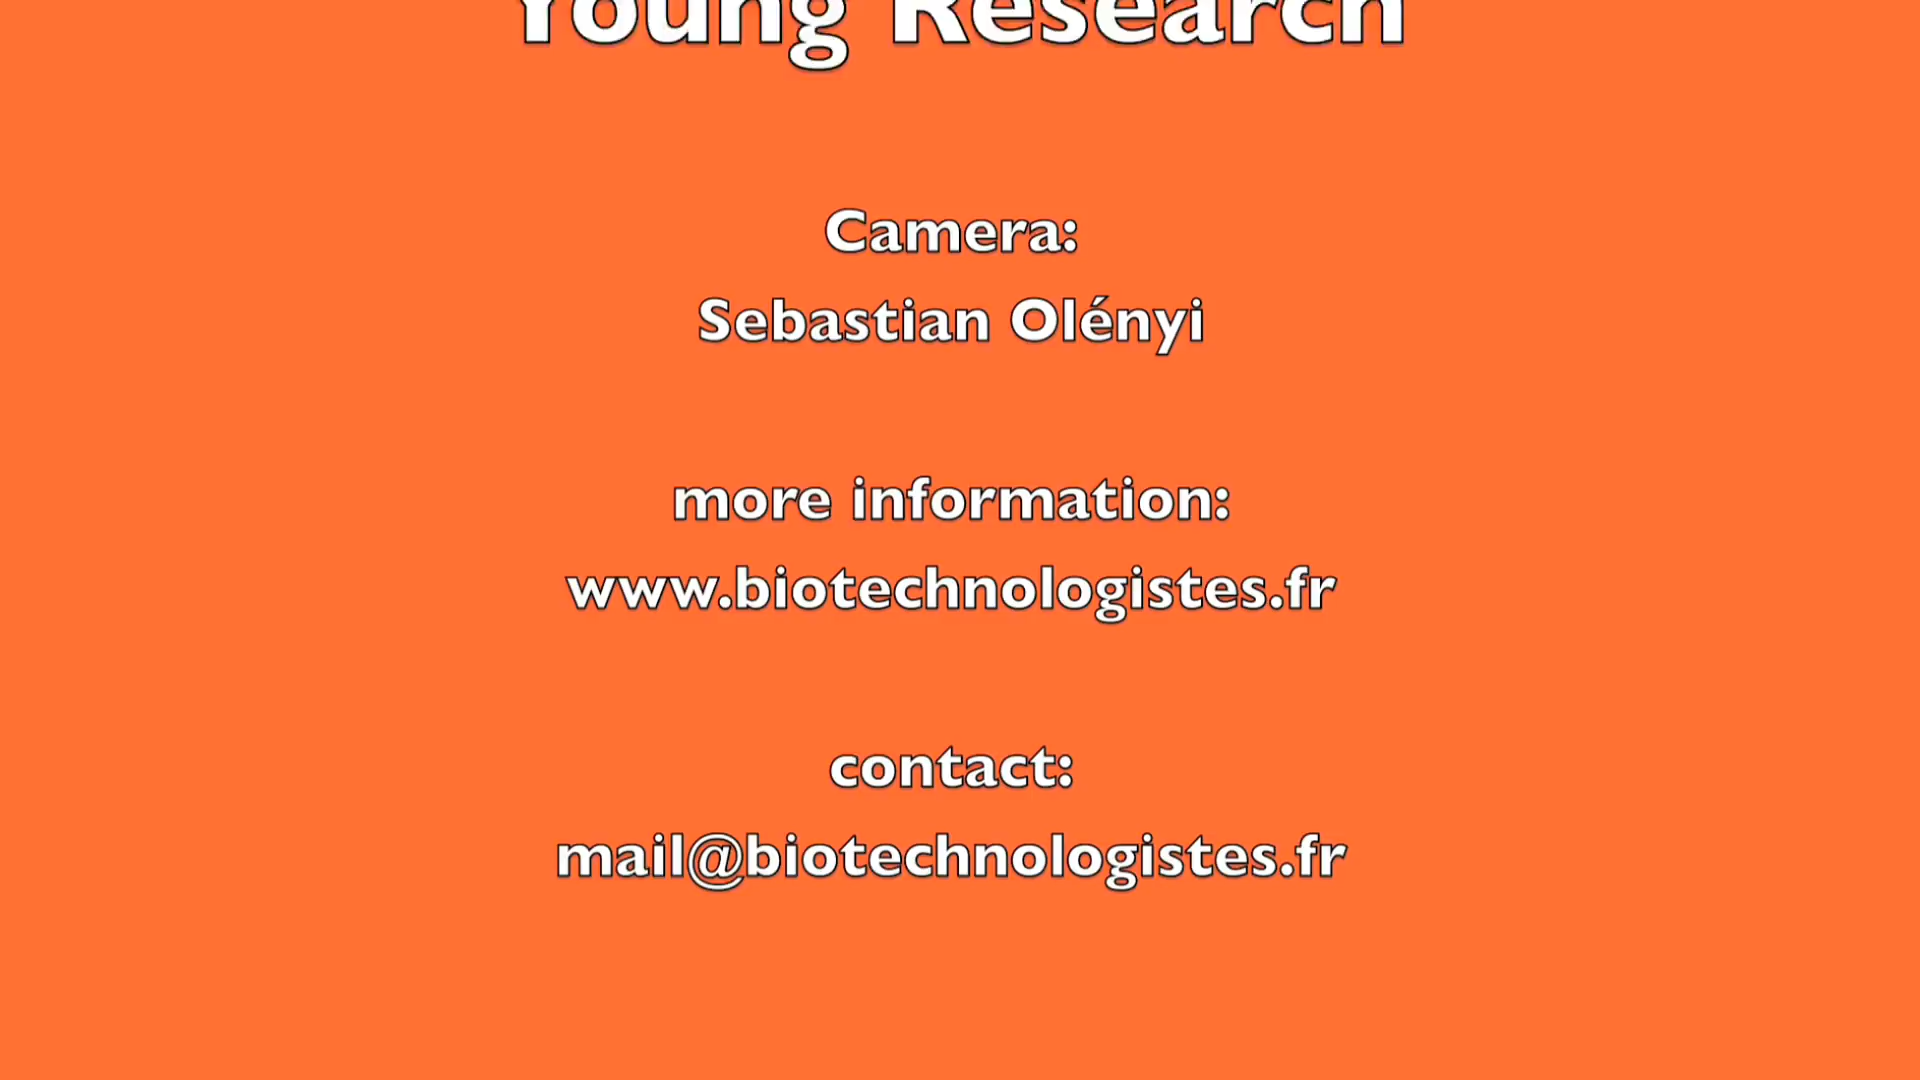 Young Research
Camera:
Sebastian Olényi
more information:
www.biotechnologistes.fr
contact:
mail@biotechnologistes.fr